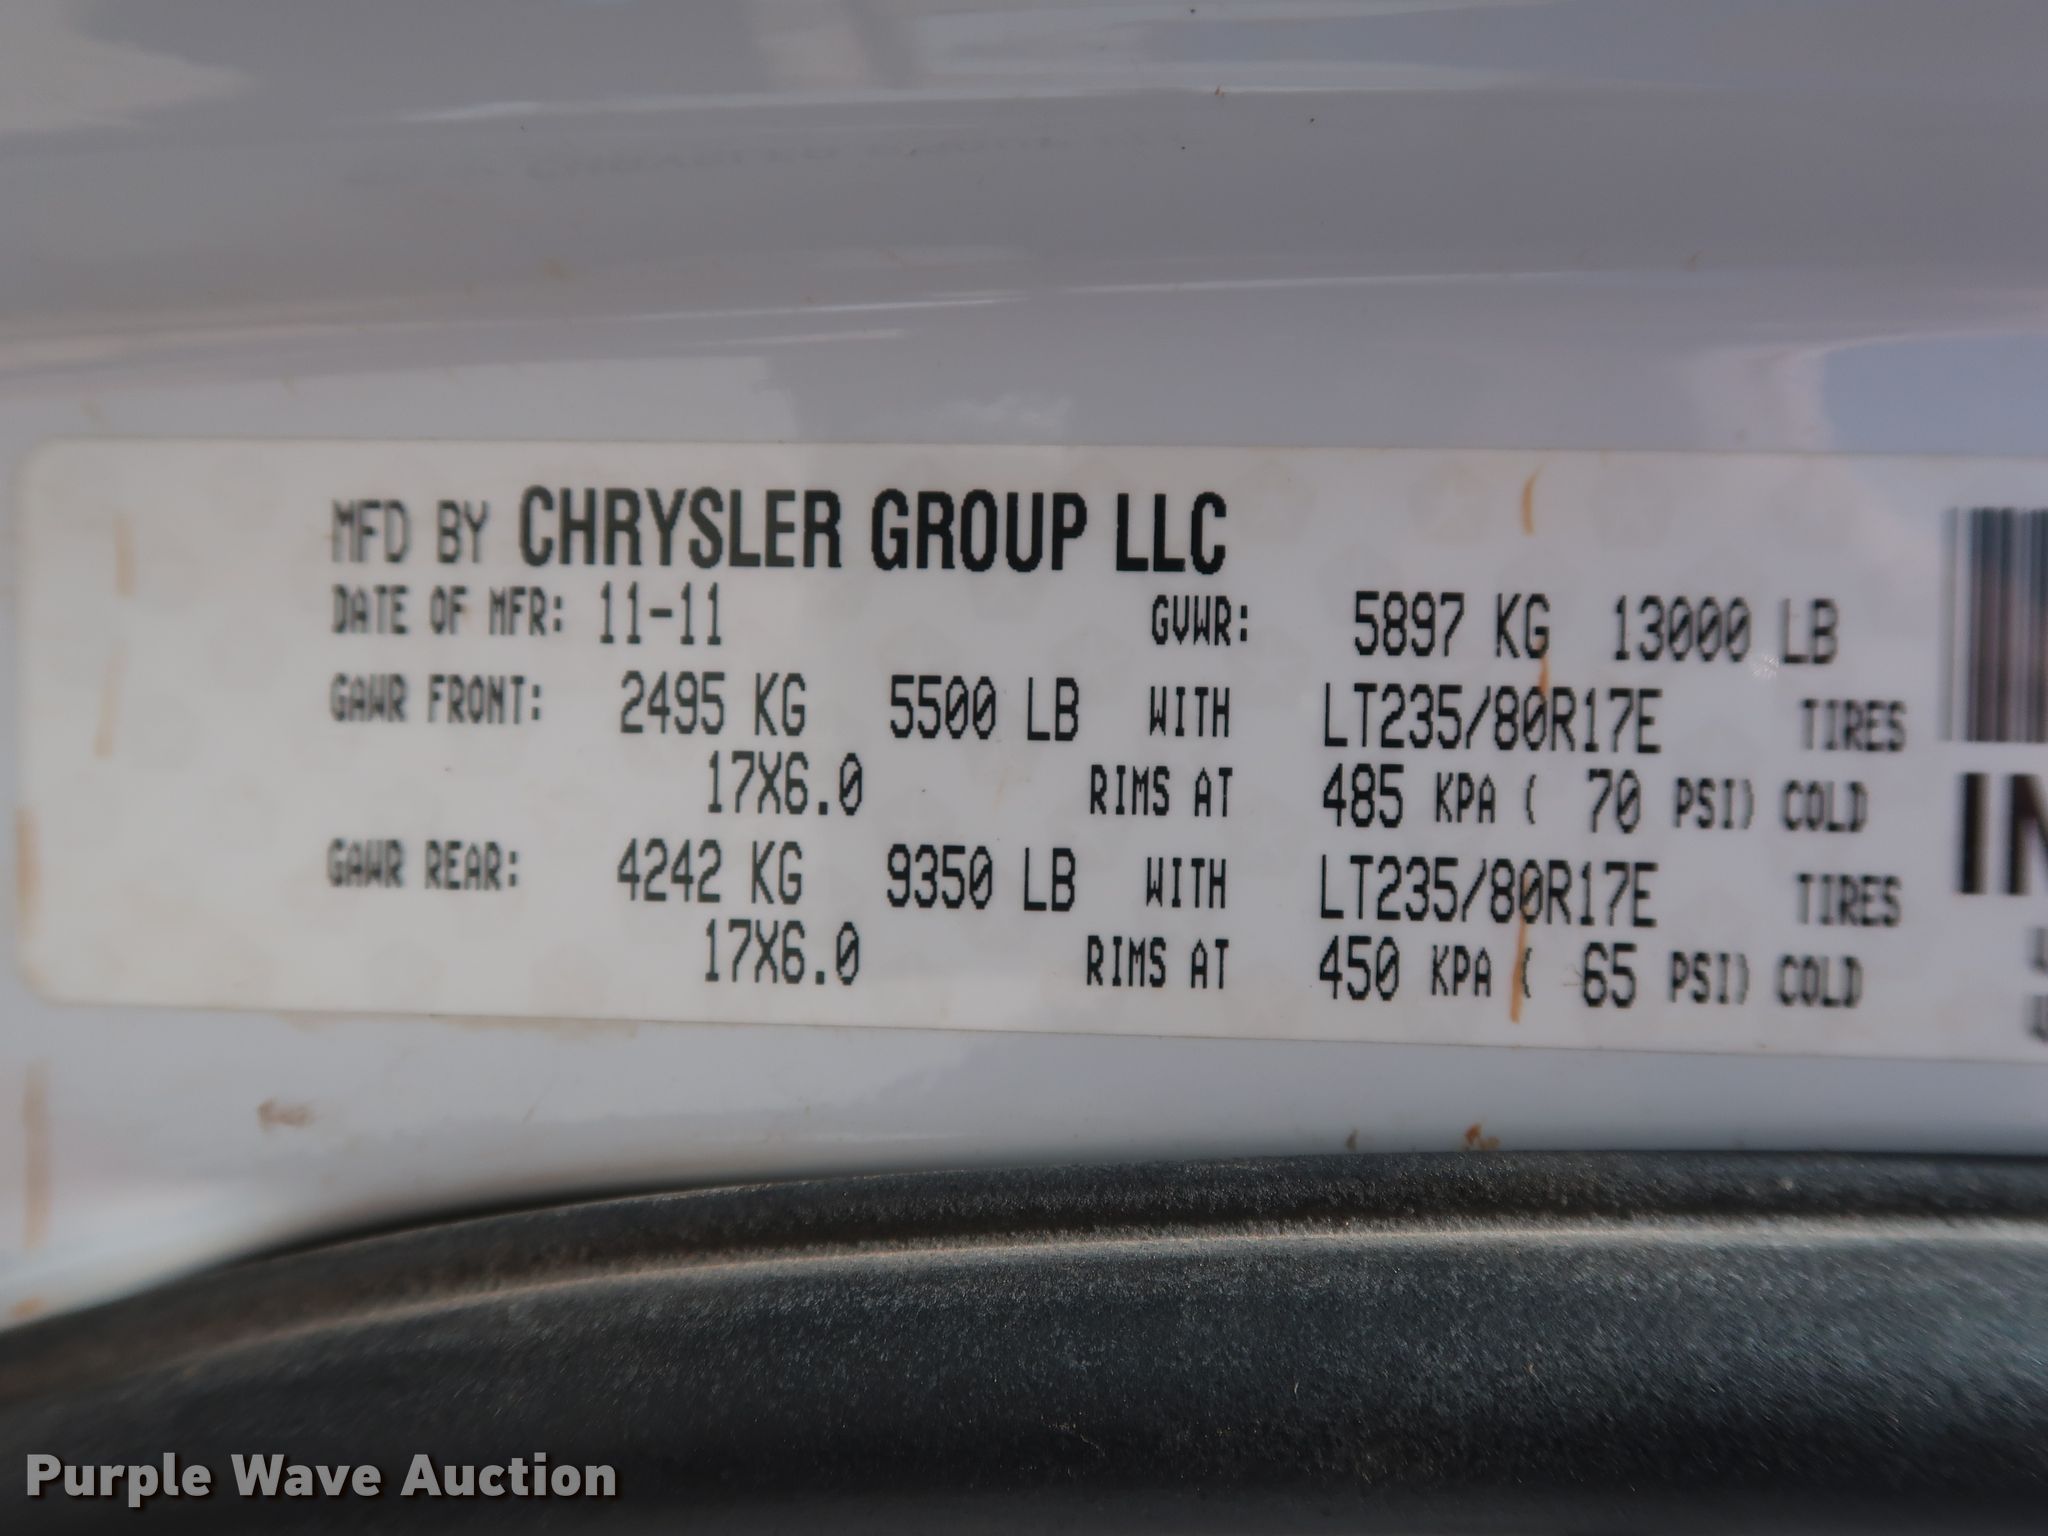 MFD BY CHRYSLER GROUP LLC
DATE OF MFR: 11-11 GVWR: 5897 KG 13000 LB
GAWR FRONT: 2495 KG 5500 LB WITH LT235/80R17E TIRES
17X6.0 RIMS AT 485 KPA ( 70 PSI) COLD
GAWR REAR: 4242 KG 9350 LB WITH LT235/80R17E TIRES
17X6.0 RIMS AT 450 KPA ( 65 PSI) COLD
Purple Wave Auction